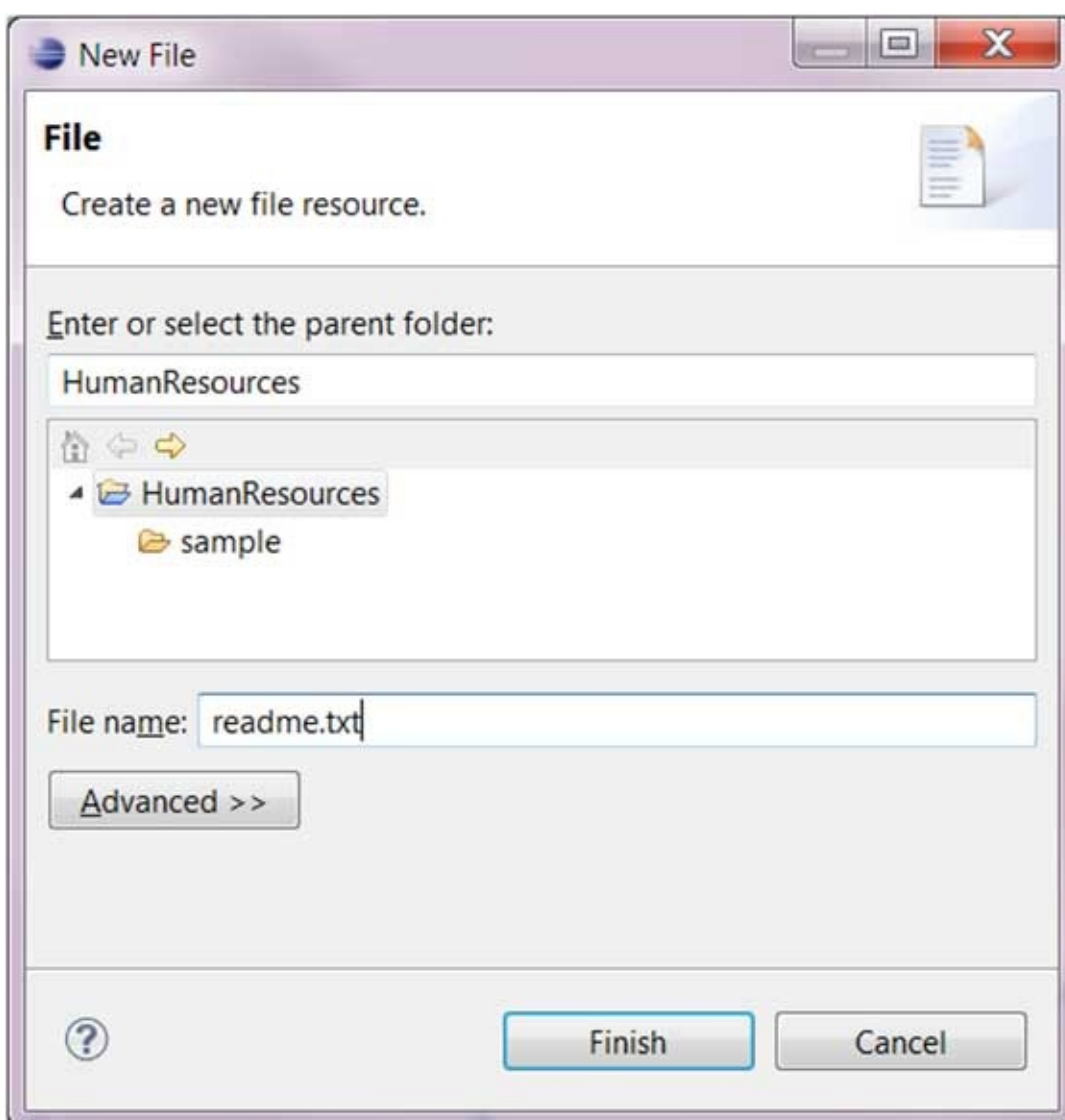 New File
File
Create a new file resource.
Enter or select the parent folder:
HumanResources
HumanResources
sample
File name: readme.txt
Advanced >>
Finish
Cancel